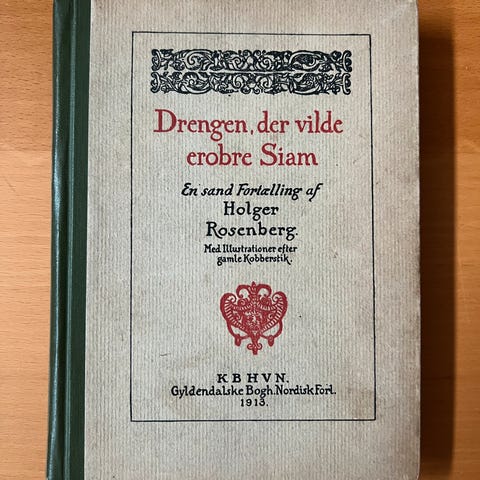 Drengen, der vilde
erobre Siam
En sand Fortælling af
Holger
Rosenberg.
Med Illustrationer efter
gamle Kobberstik.
KBHVN.
Gyldendalske Bogh. Nordisk Forl.
1913.